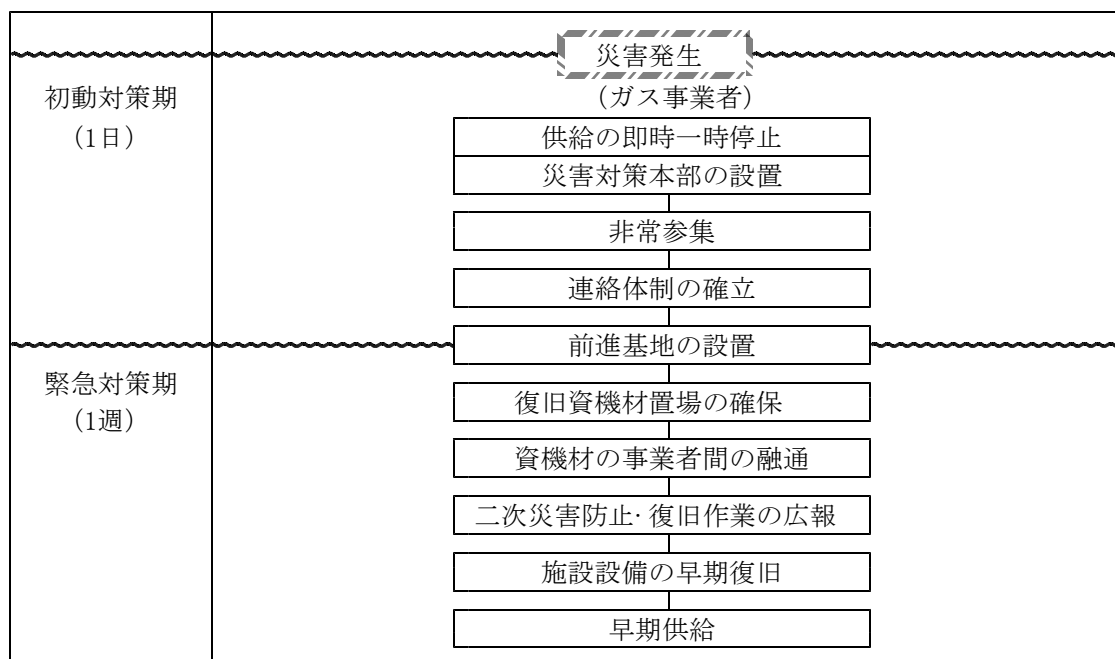 災害発生
初動対策期
(1日)
(ガス事業者)
供給の即時一時停止
災害対策本部の設置
非常参集
連絡体制の確立
前進基地の設置
緊急対策期
(1週)
復旧資機材置場の確保
資機材の事業者間の融通
二次災害防止・復旧作業の広報
施設設備の早期復旧
早期供給